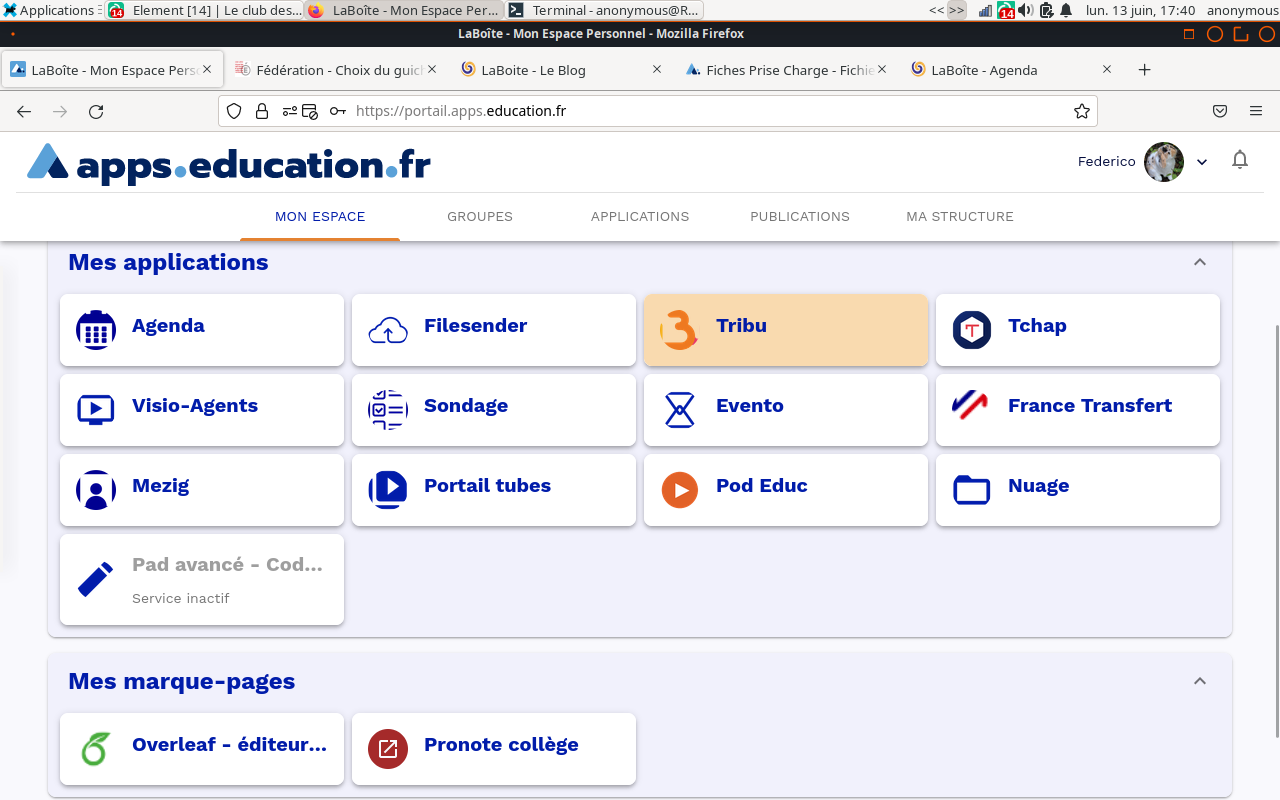 Applications
14
Element [14] | Le club des...
LaBoîte - Mon Espace Per...
Terminal - anonymous@R...
<< >>
14
lun. 13 juin, 17:40
anonymous
LaBoîte - Mon Espace Personnel - Mozilla Firefox
LaBoîte - Mon Espace Pers
Fédération - Choix du guic
LaBoite - Le Blog
Fiches Prise Charge - Fichie
LaBoîte - Agenda
https://portail.apps.education.fr
apps.education.fr
Federico
MON ESPACE
GROUPES
APPLICATIONS
PUBLICATIONS
MA STRUCTURE
Mes applications
Agenda
Filesender
Tribu
Tchap
Visio-Agents
Sondage
Evento
France Transfert
Mezig
Portail tubes
Pod Educ
Nuage
Pad avancé - Cod...
Service inactif
Mes marque-pages
Overleaf - éditeur...
Pronote collège